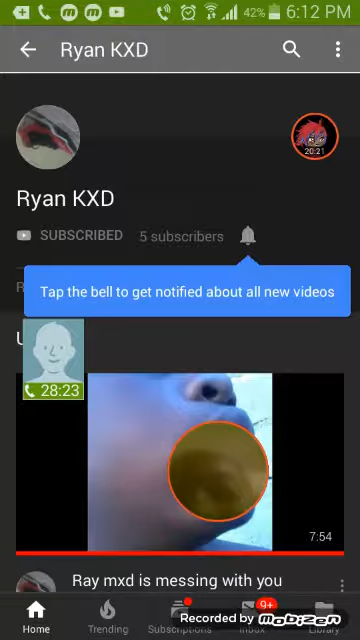 42% 6:12 PM
Ryan KXD
20:21
Ryan KXD
SUBSCRIBED 5 subscribers
Tap the bell to get notified about all new videos
28:23
7:54
Ray mxd is messing with you
9+
Home Trending Subscriptions Inbox Library
Recorded by mobizen